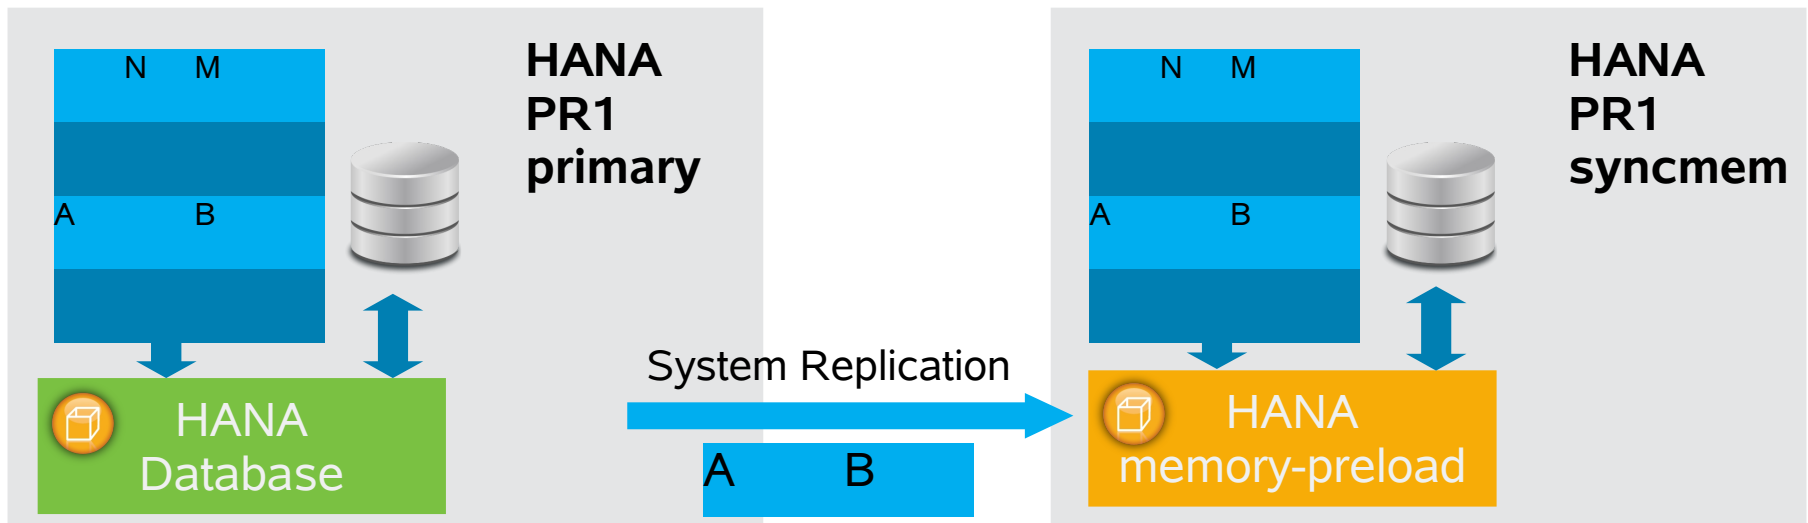 N M
A B
HANA
PR1
primary
HANA
Database
System Replication
A B
N M
A B
HANA
PR1
syncmem
HANA
memory-preload